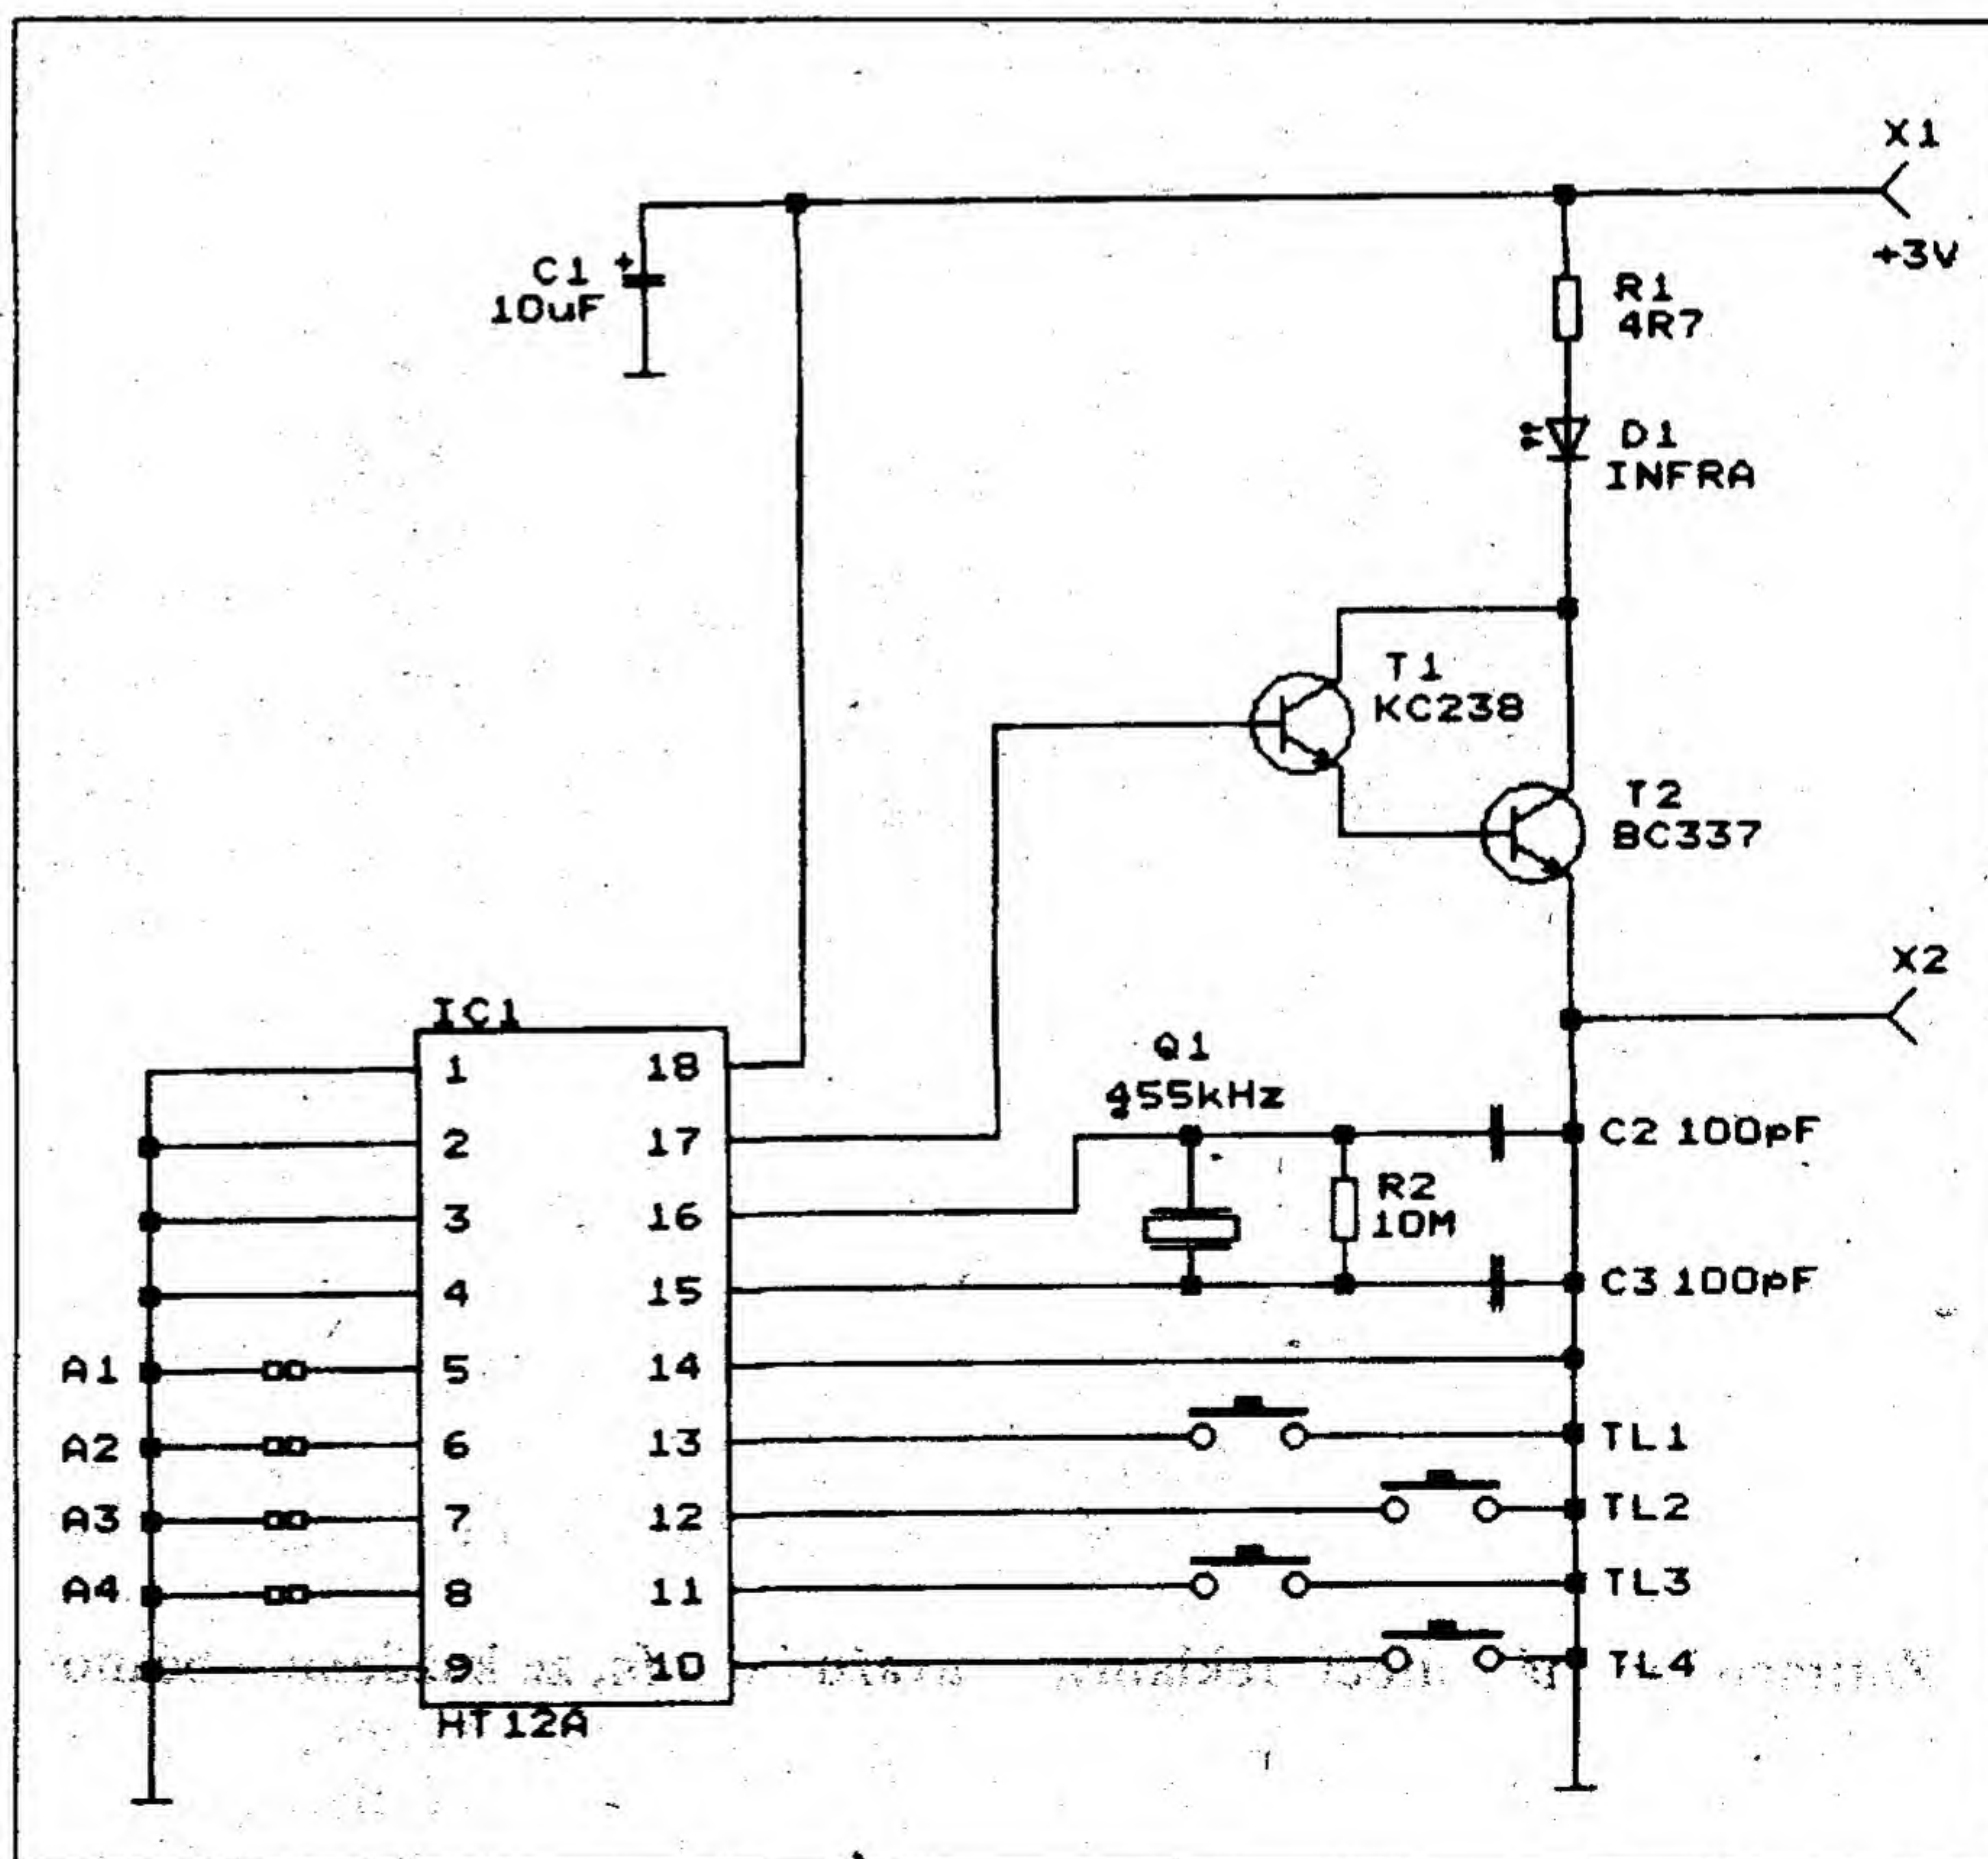 X1
+3V
C1 +
10uF
R1
4R7
D1
INFRA
T1
KC238
T2
BC337
X2
IC1
Q1
455kHz
1 18
2 17
3 16
4 15
A1 5 14
A2 6 13
A3 7 12
A4 8 11
9 10
C2 100pF
R2
10M
C3 100pF
TL1
TL2
TL3
TL4
HT12A